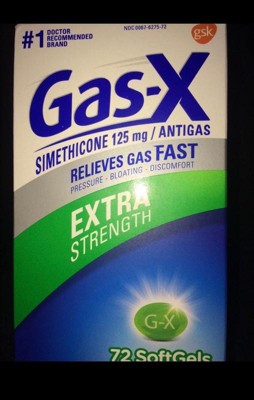 NDC 0067-6275-72
#1 DOCTOR
RECOMMENDED
BRAND
gsk
Gas-X
SIMETHICONE 125 mg / ANTIGAS
RELIEVES GAS FAST
PRESSURE - BLOATING - DISCOMFORT
EXTRA
STRENGTH
G-X
72 SoftGels